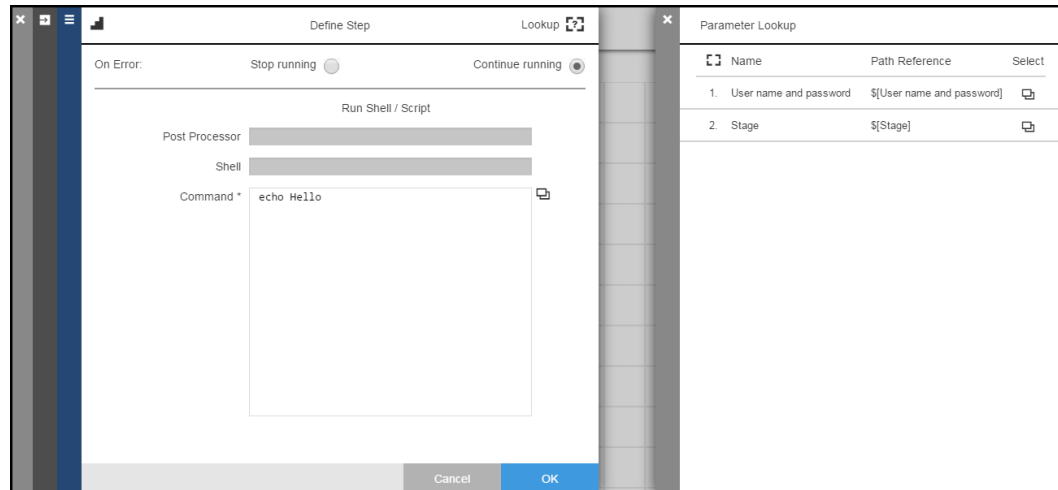 Define Step
Lookup [?]
On Error:
Stop running
Continue running
Run Shell / Script
Post Processor
Shell
Command *
echo Hello
Cancel
OK
Parameter Lookup
Name Path Reference Select
1. User name and password $[User name and password]
2. Stage $[Stage]